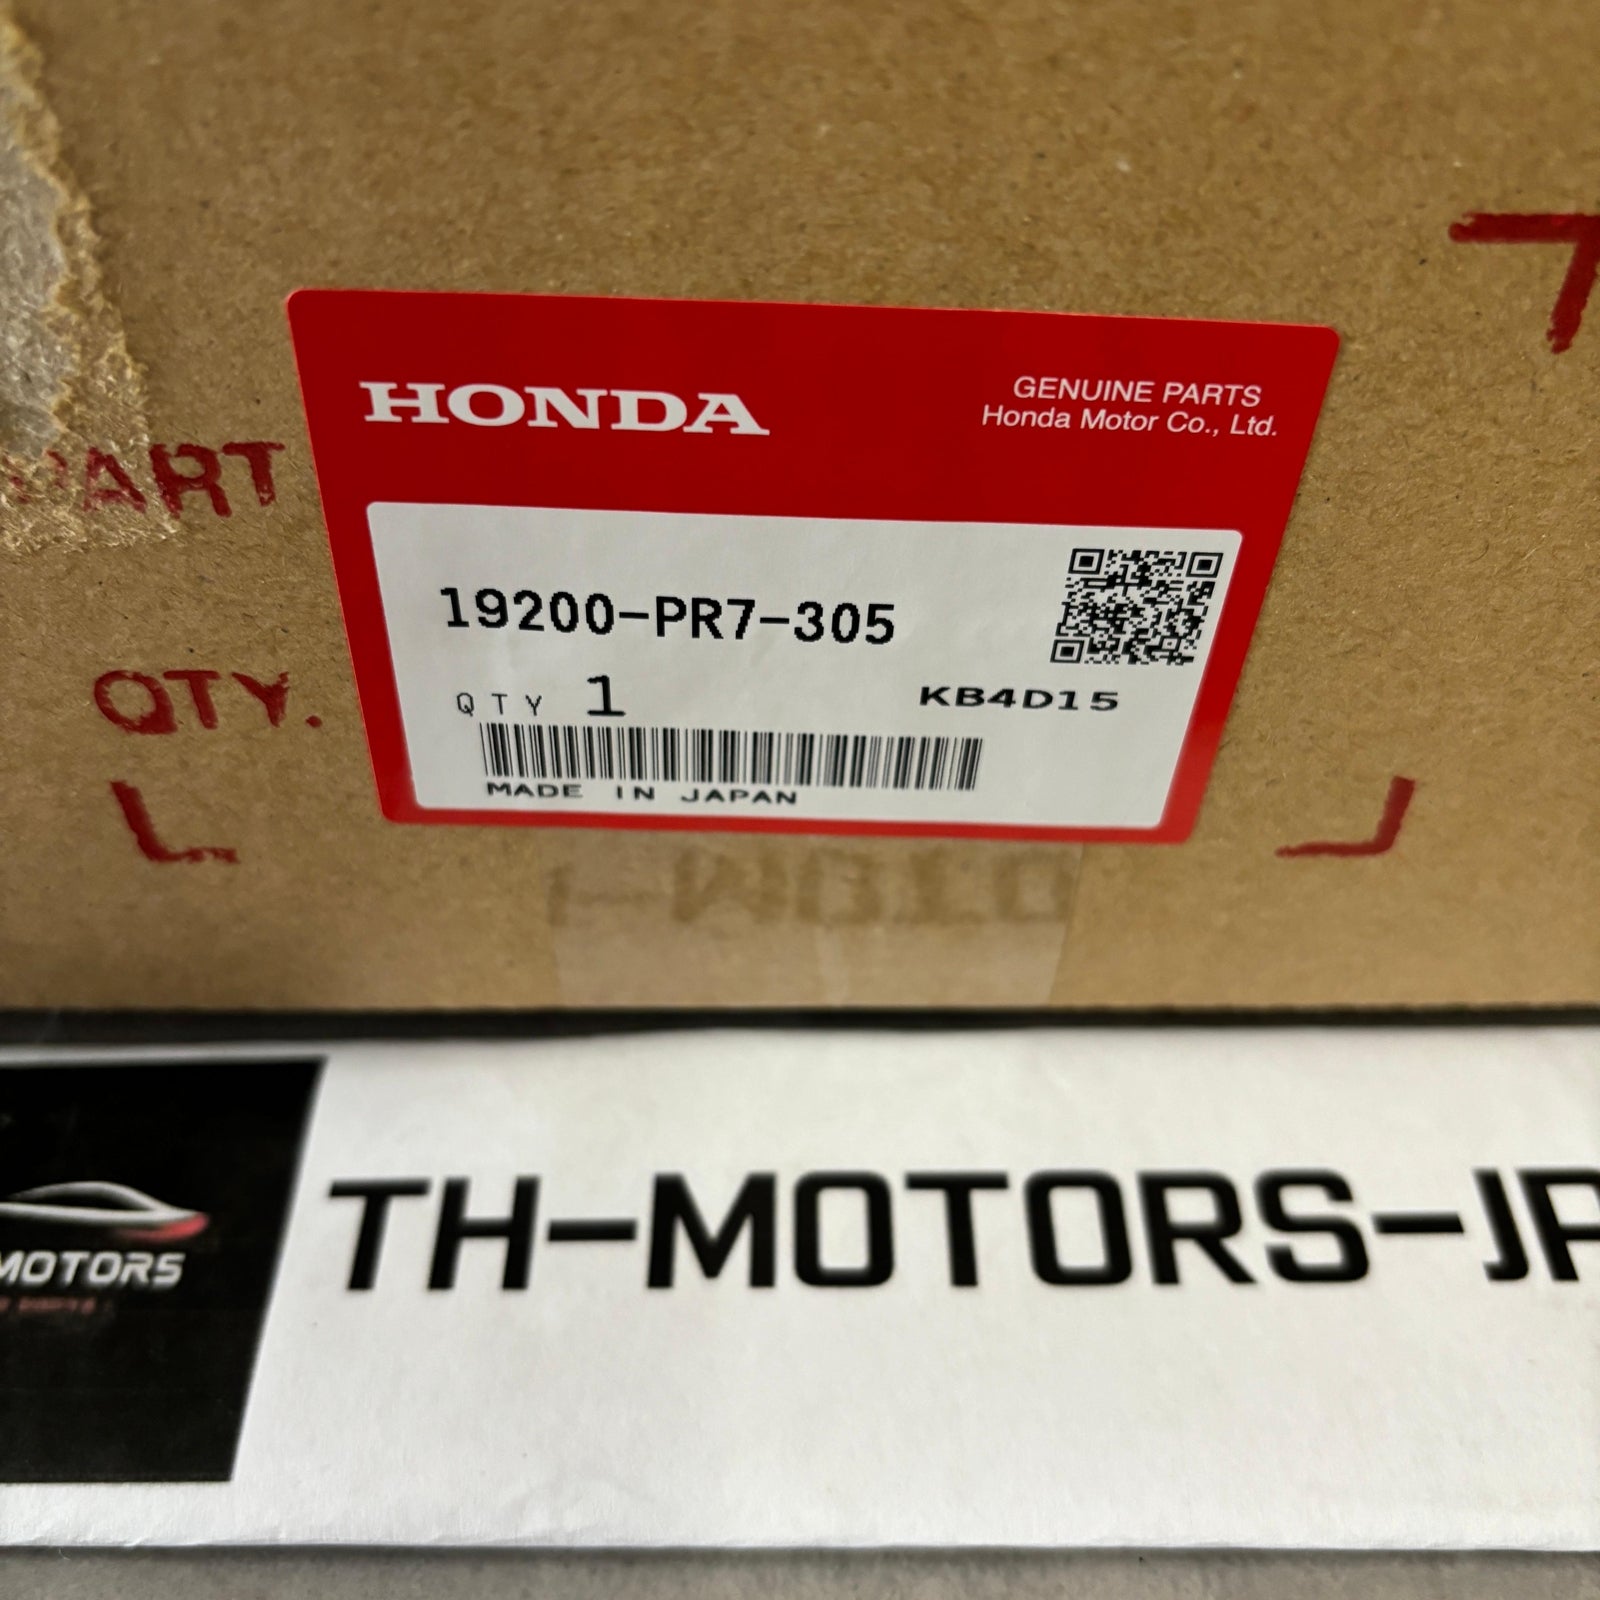 HONDA
GENUINE PARTS
Honda Motor Co., Ltd.
PART
19200-PR7-305
QTY 1
KB4D15
MADE IN JAPAN
QTY.
MOTORS
TH-MOTORS-JP